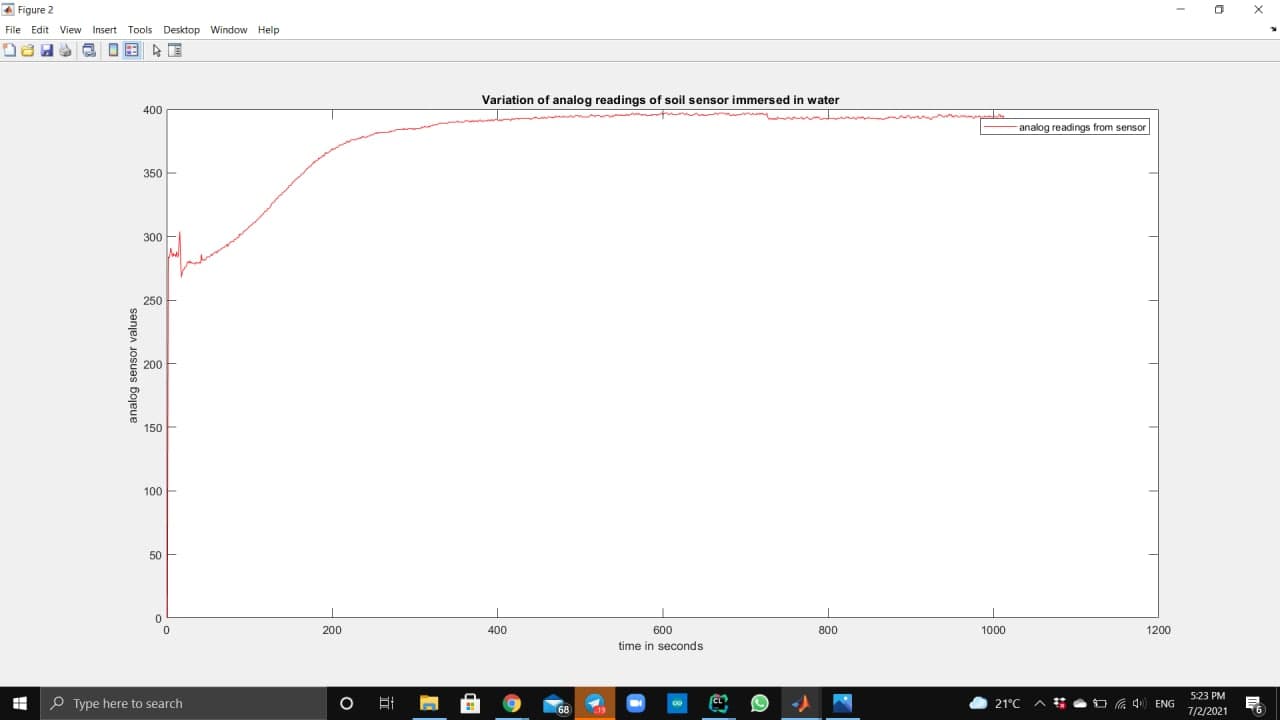 Figure 2
File Edit View Insert Tools Desktop Window Help
Variation of analog readings of soil sensor immersed in water
400
350
300
250
200
150
100
50
0
analog sensor values
analog readings from sensor
0 200 400 600 800 1000 1200
time in seconds
Type here to search
68
CL
21°C
ENG
5:23 PM
7/2/2021
6